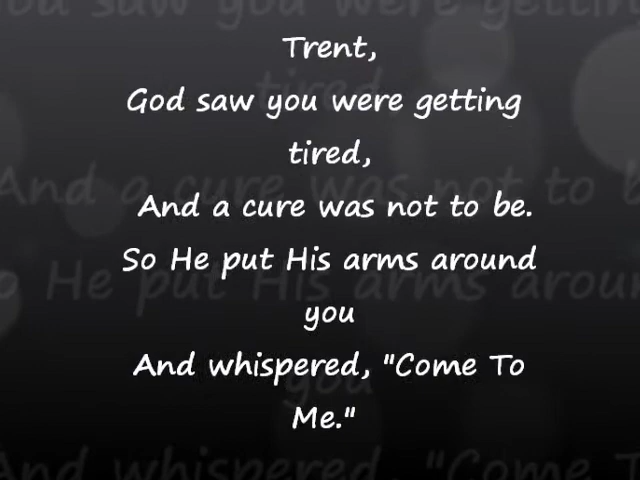 Trent,
God saw you were getting
tired,
And a cure was not to be.
So He put His arms around
you
And whispered, "Come To
Me."